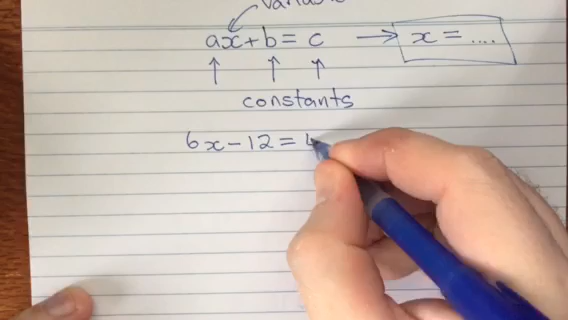 ax + b = c → x = ....
constants
6x - 12 =